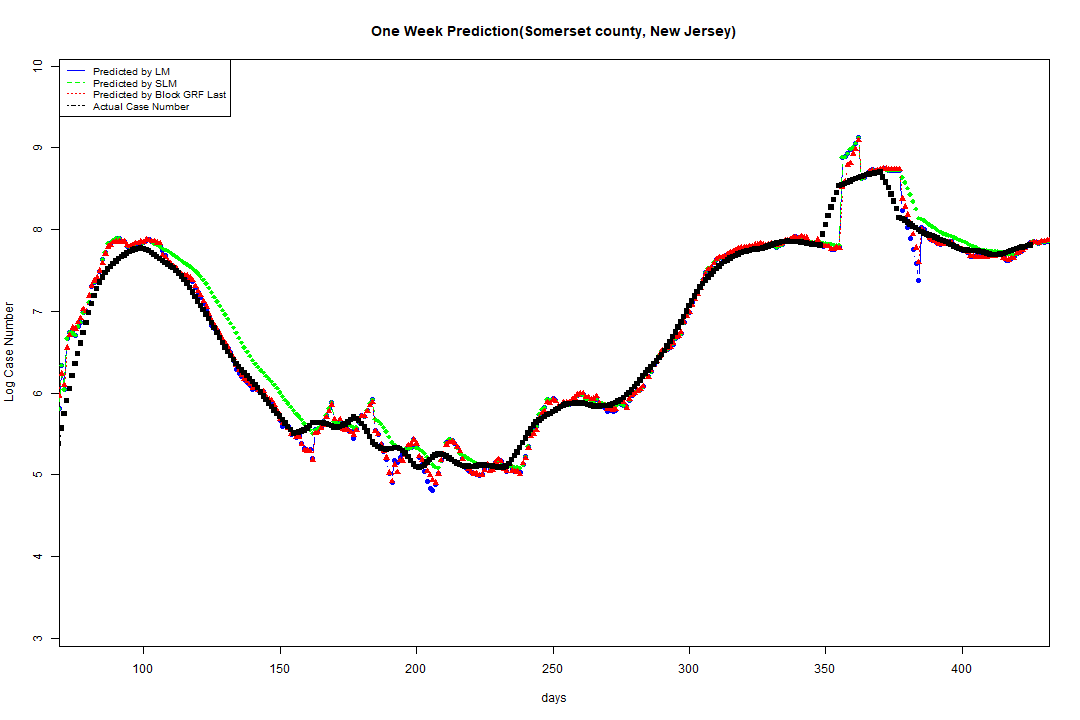 One Week Prediction(Somerset county, New Jersey)
Predicted by LM
Predicted by SLM
Predicted by Block GRF Last
Actual Case Number
10
9
8
7
6
5
4
3
Log Case Number
100 150 200 250 300 350 400
days